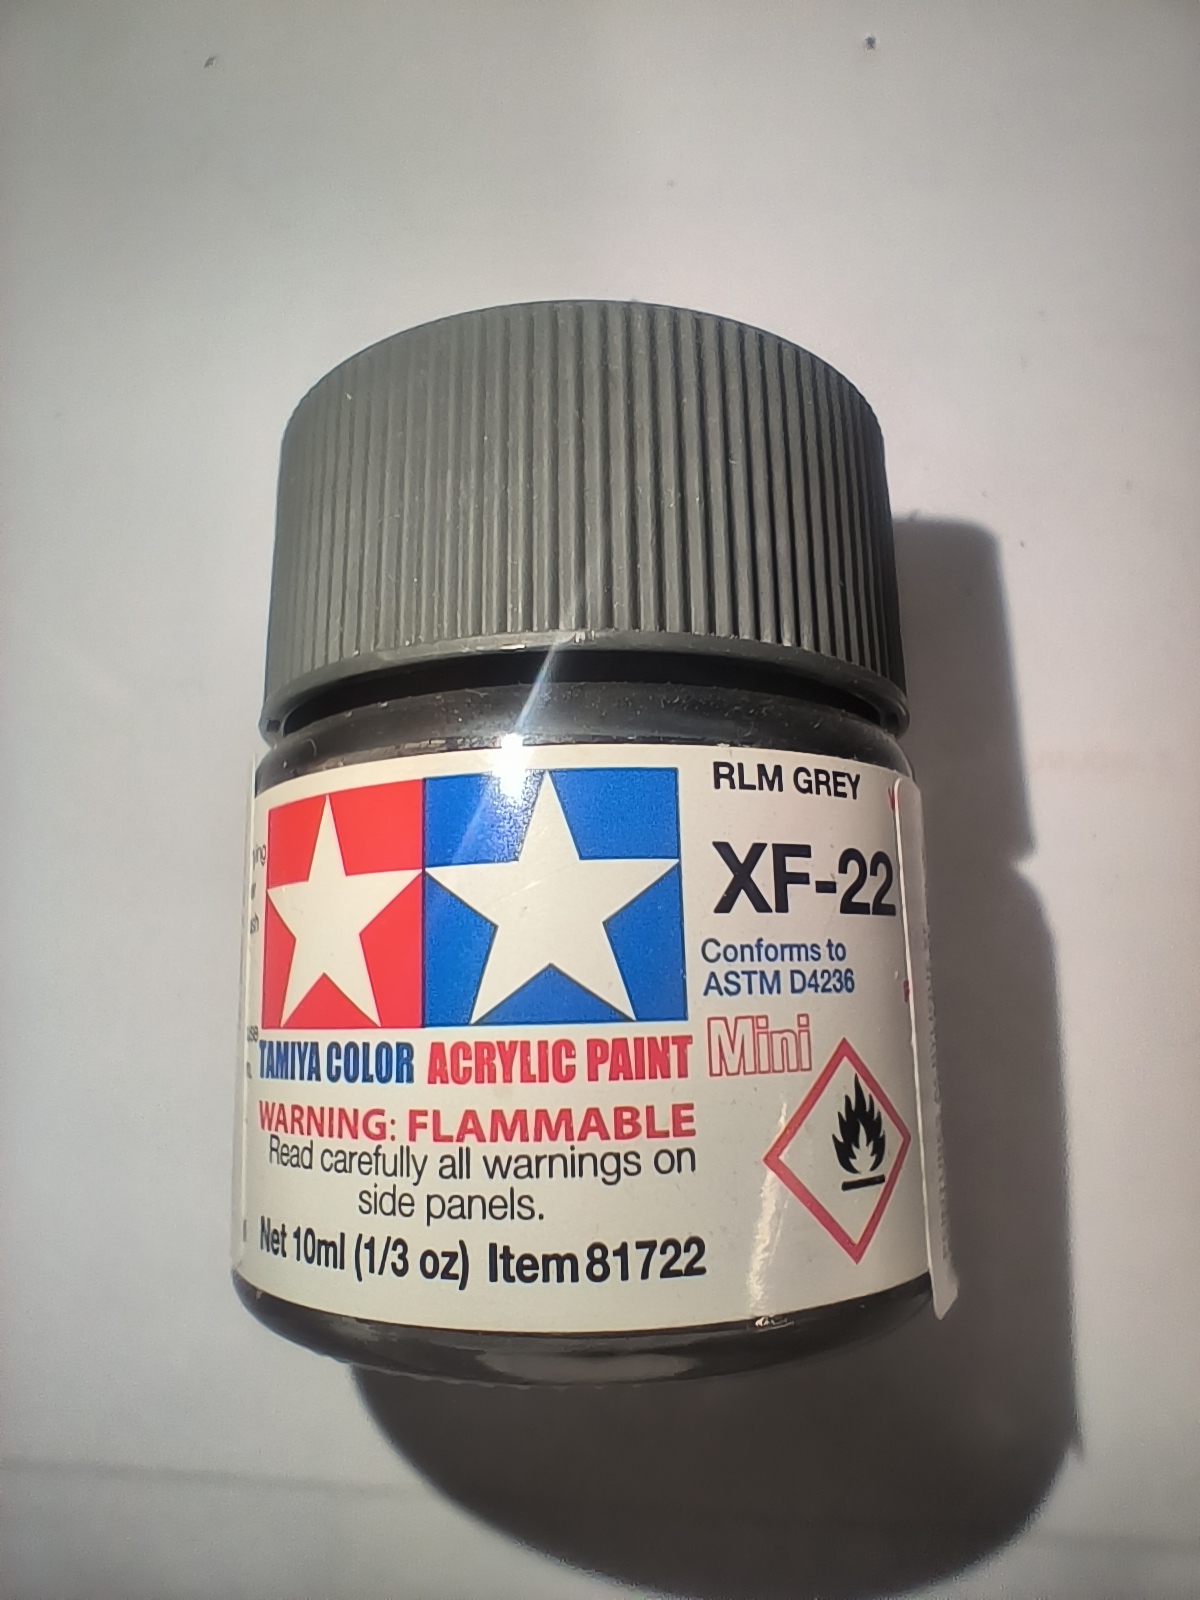 RLM GREY
XF-22
Conforms to
ASTM D4236
TAMIYA COLOR ACRYLIC PAINT Mini
WARNING: FLAMMABLE
Read carefully all warnings on
side panels.
Net 10ml (1/3 oz) Item 81722